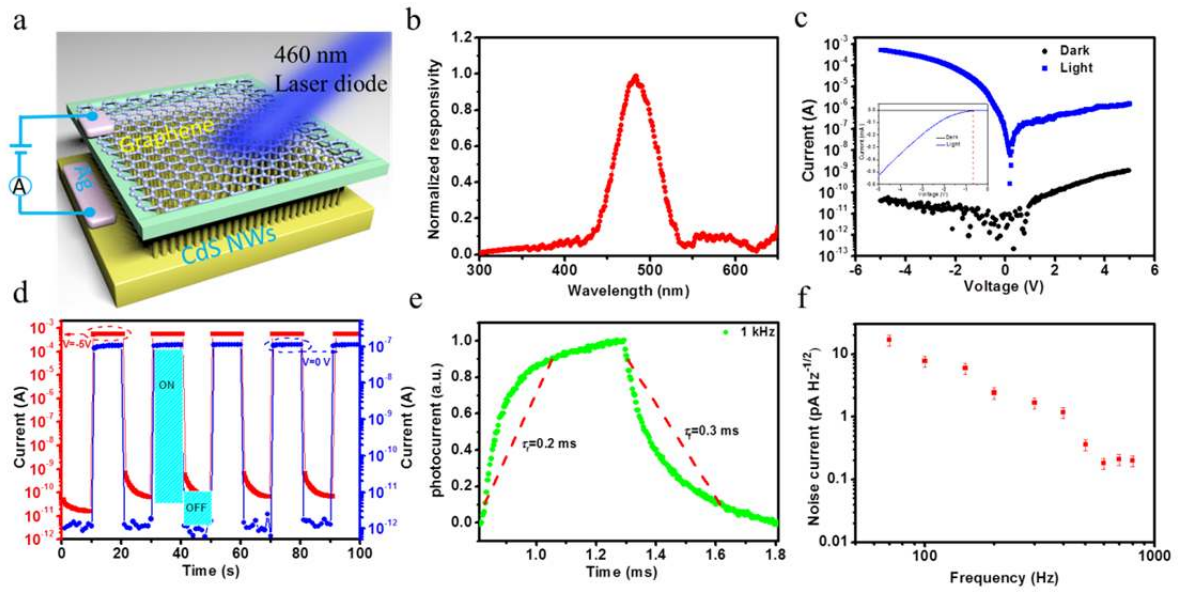 a
460 nm
Laser diode
Graphene
Ag
A
CdS NWs
b
Normalized responsivity
1.2
1.0
0.8
0.6
0.4
0.2
0.0
300 400 500 600
Wavelength (nm)
c
Current (A)
10⁻³
10⁻⁴
10⁻⁵
10⁻⁶
10⁻⁷
10⁻⁸
10⁻⁹
10⁻¹⁰
10⁻¹¹
10⁻¹²
10⁻¹³
Dark
Light
Current (mA)
Dark
Light
Voltage (V)
-6 -4 -2 0 2 4 6
Voltage (V)
d
Current (A)
10⁻³
10⁻⁴
10⁻⁵
10⁻⁶
10⁻⁷
10⁻⁸
10⁻⁹
10⁻¹⁰
10⁻¹¹
10⁻¹²
V=-5V
V=0 V
ON
OFF
10⁻⁶
10⁻⁷
10⁻⁸
10⁻⁹
10⁻¹⁰
10⁻¹¹
10⁻¹²
Current (A)
0 20 40 60 80 100
Time (s)
e
photocurrent (a.u.)
1.0
0.8
0.6
0.4
0.2
0.0
1 kHz
τr=0.2 ms
τf=0.3 ms
1.0 1.2 1.4 1.6 1.8
Time (ms)
f
Noise current (pA Hz⁻¹/²)
10
1
0.1
0.01
100 1000
Frequency (Hz)